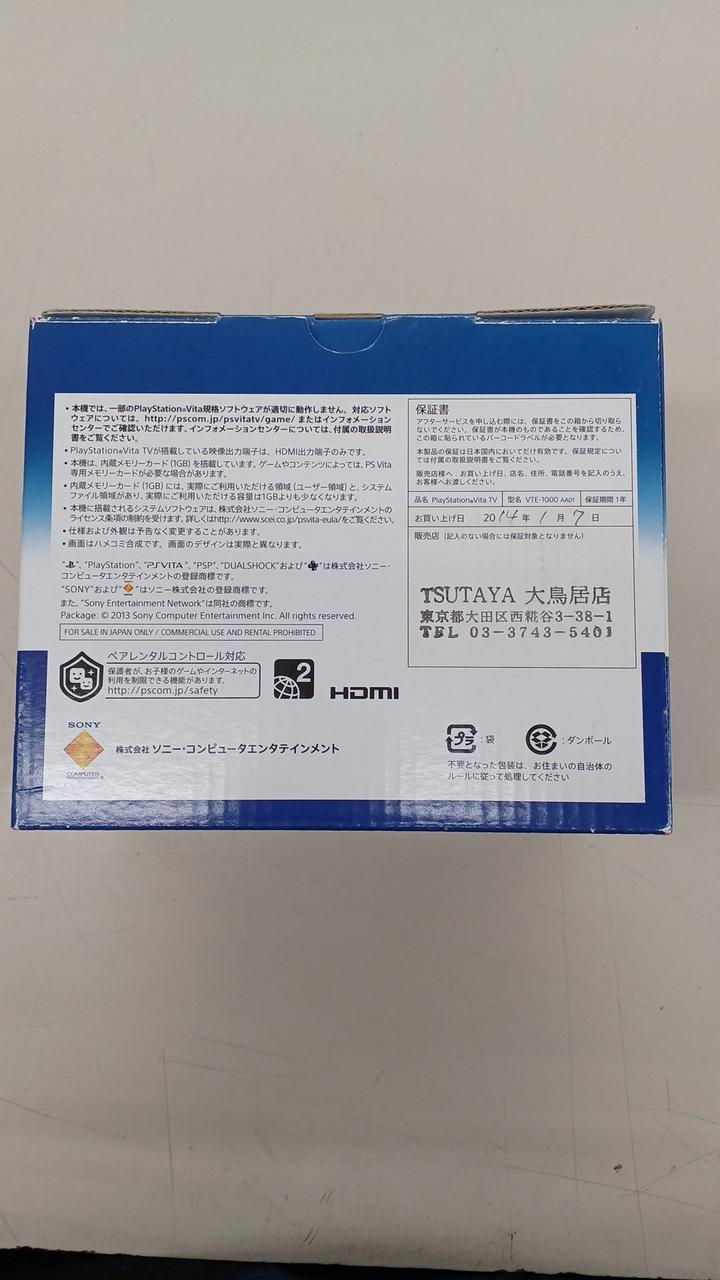 ・本機では、一部のPlayStation®Vita規格ソフトウェアが適切に動作しません。対応ソフト
ウェアについては、http://pscom.jp/psvitatv/game/ またはインフォメーション
センターでご確認いただけます。インフォメーションセンターについては、付属の取扱説明
書をご覧ください。
・PlayStation®Vita TVが搭載している映像出力端子は、HDMI出力端子のみです。
・本機は、内蔵メモリーカード (1GB) を搭載しています。ゲームやコンテンツによっては、PS Vita
専用メモリーカードが必要な場合があります。
・内蔵メモリーカード (1GB) には、実際にご利用いただける領域 (ユーザー領域) と、システム
ファイル領域があり、実際にご利用いただける容量は1GBよりも少なくなります。
・本機に搭載されるシステムソフトウェアは、株式会社ソニー・コンピュータエンタテインメントの
ライセンス条項の制約を受けます。詳しくはhttp://www.scei.co.jp/psvita-eula/をご覧ください。
・仕様および外観は予告なく変更することがあります。
・画面はハメコミ合成です。 画面のデザインは実際と異なります。
"PS", "PlayStation", "PSVITA", "PSP", "DUALSHOCK"および" "は株式会社ソニー・
コンピュータエンタテインメントの登録商標です。
"SONY"および" "はソニー株式会社の登録商標です。
また、"Sony Entertainment Network"は同社の商標です。
Package: © 2013 Sony Computer Entertainment Inc. All rights reserved.
FOR SALE IN JAPAN ONLY / COMMERCIAL USE AND RENTAL PROHIBITED
ペアレンタルコントロール対応
保護者が、お子様のゲームやインターネットの
利用を制限できる機能があります。
http://pscom.jp/safety
2
HDMI
SONY
COMPUTER
ENTERTAINMENT®
株式会社 ソニー・コンピュータエンタテインメント
保証書
アフターサービスを申し込む際には、保証書をこの箱から切り取ら
ないでください。保証書が本機のものであることを確認するため、
この箱に貼られているバーコードラベルが必要となります。
本製品の保証は日本国内においてだけ有効です。保証規定につい
ては付属の取扱説明書をご覧ください。
販売店様へ：お買い上げ日、店名、住所、電話番号を記入のうえ、
お客様へお渡しください。
品名 PlayStation®Vita TV 型名 VTE-1000 AA01 保証期間1年
お買い上げ日 2014年 1月 7日
販売店 (記入のない場合には保証対象となりません)
TSUTAYA 大鳥居店
東京都大田区西糀谷3-38-1
TEL 03-3743-5401
プラ：袋 ：ダンボール
不要となった包装は、お住まいの自治体の
ルールに従って処理してください